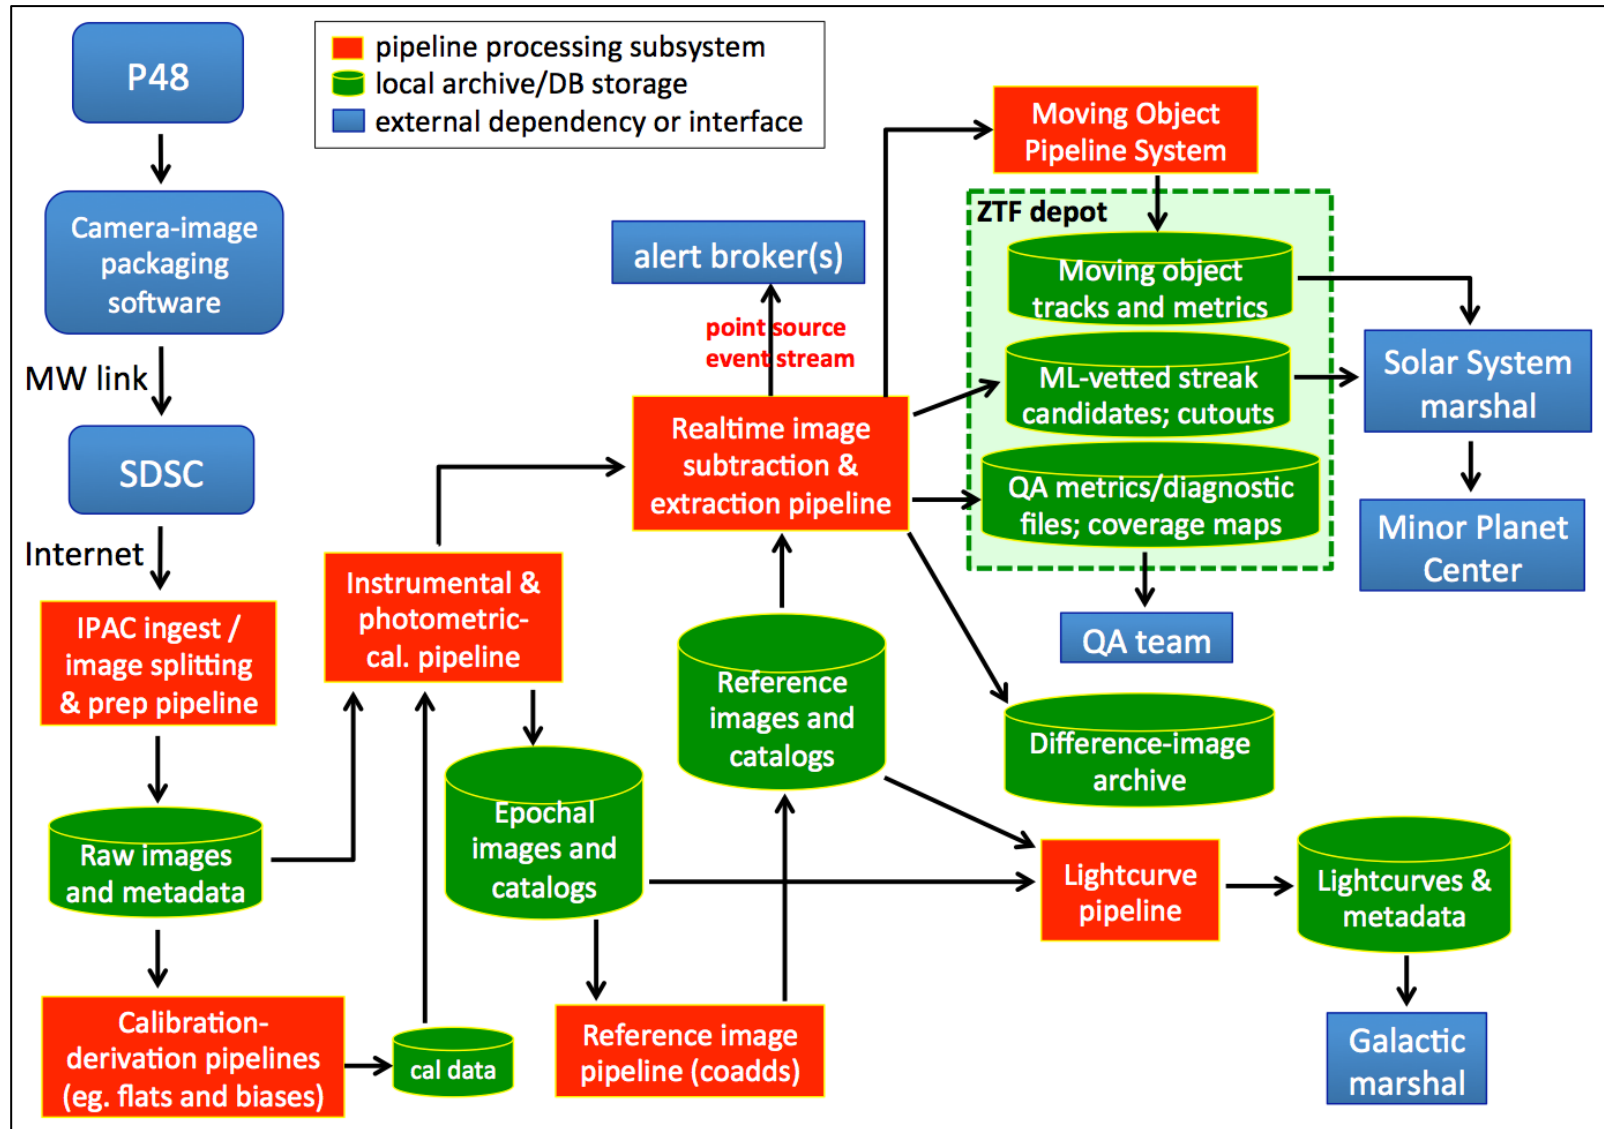 P48
pipeline processing subsystem
local archive/DB storage
external dependency or interface
Camera-image
packaging
software
MW link
SDSC
Internet
IPAC ingest /
image splitting
& prep pipeline
Raw images
and metadata
Calibration-
derivation pipelines
(eg. flats and biases)
cal data
Instrumental &
photometric-
cal. pipeline
Epochal
images and
catalogs
Reference image
pipeline (coadds)
Reference
images and
catalogs
Realtime image
subtraction &
extraction pipeline
point source
event stream
alert broker(s)
Moving Object
Pipeline System
ZTF depot
Moving object
tracks and metrics
ML-vetted streak
candidates; cutouts
QA metrics/diagnostic
files; coverage maps
QA team
Solar System
marshal
Minor Planet
Center
Difference-image
archive
Lightcurve
pipeline
Lightcurves &
metadata
Galactic
marshal